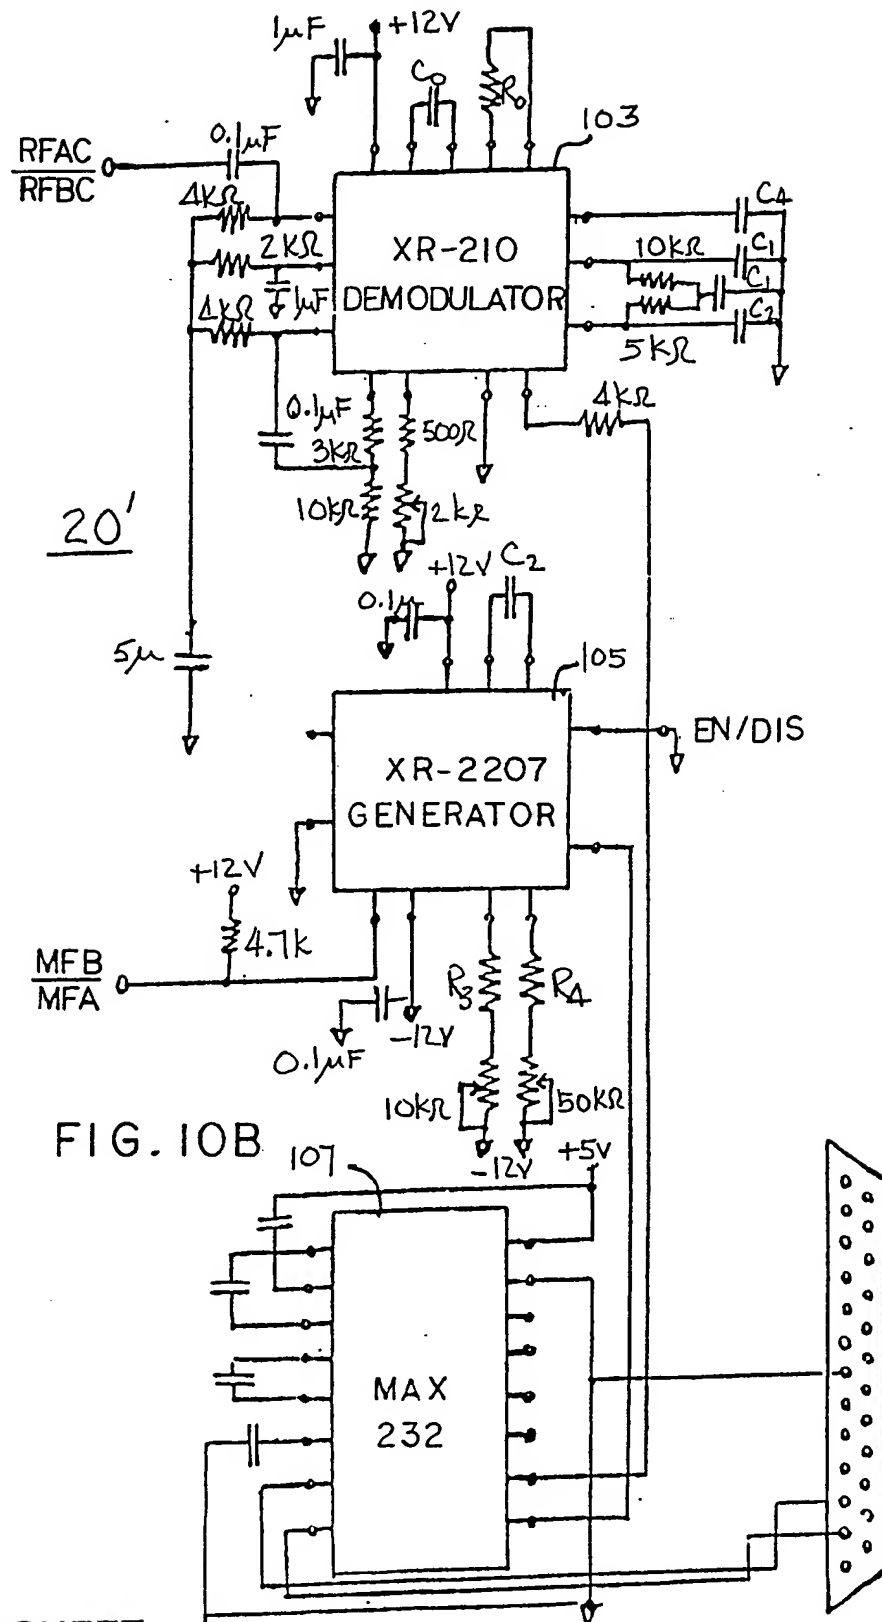 1μF
+12V
C0
R0
103
0.1μF
RFAC
RFBC
4KΩ
2KΩ
1μF
4KΩ
XR-210
DEMODULATOR
C4
C1
10KΩ
C1
C2
5KΩ
4KΩ
0.1μF
3KΩ
500Ω
10KΩ
2KΩ
20'
+12V
C2
0.1μ
5μ
105
XR-2207
GENERATOR
EN/DIS
+12V
4.7K
MFB
MFA
0.1μF
-12V
R3
R4
10KΩ
50KΩ
-12V
+5V
FIG. 10B
107
MAX
232